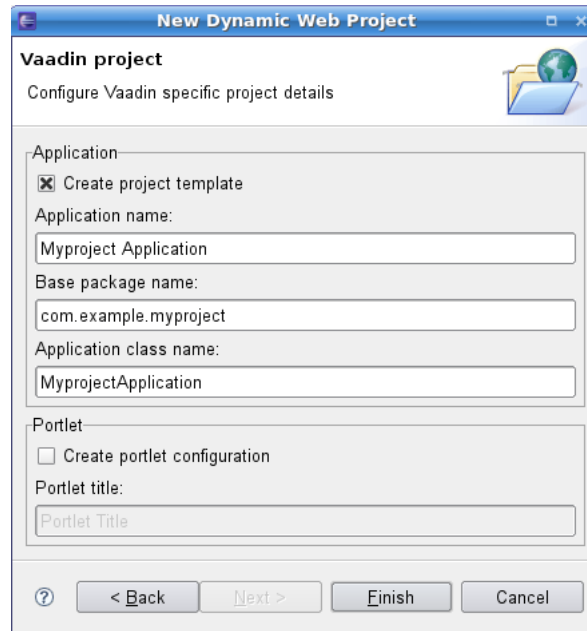 New Dynamic Web Project
Vaadin project
Configure Vaadin specific project details
Application
Create project template
Application name:
Myproject Application
Base package name:
com.example.myproject
Application class name:
MyprojectApplication
Portlet
Create portlet configuration
Portlet title:
Portlet Title
? < Back Next > Finish Cancel